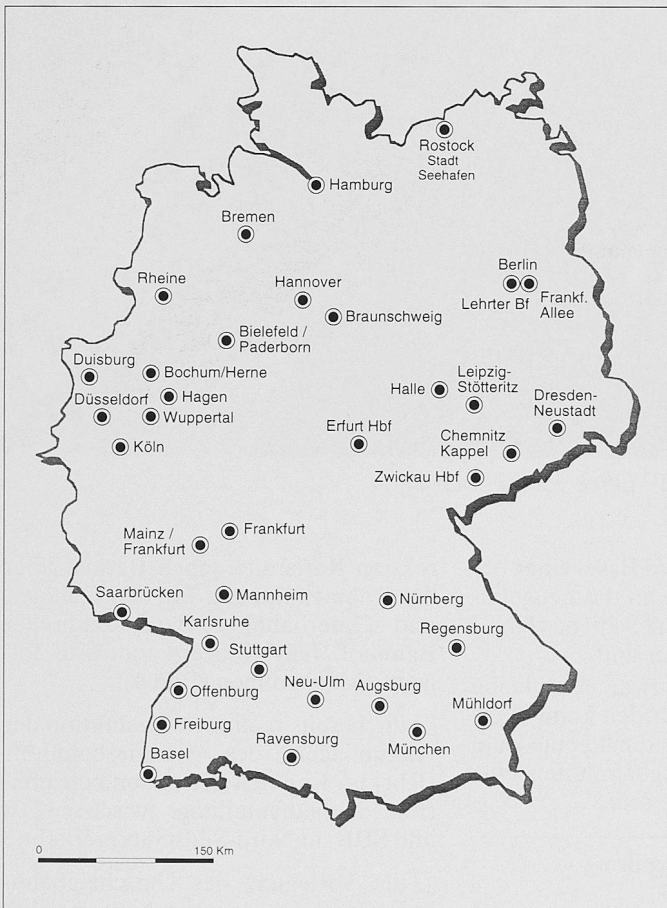 Rostock
Stadt
Seehafen
Hamburg
Bremen
Rheine
Hannover
Berlin
Lehrter Bf
Frankf.
Allee
Braunschweig
Bielefeld /
Paderborn
Duisburg
Bochum/Herne
Hagen
Düsseldorf
Wuppertal
Köln
Halle
Leipzig-
Stötteritz
Dresden-
Neustadt
Erfurt Hbf
Chemnitz
Kappel
Zwickau Hbf
Mainz /
Frankfurt
Frankfurt
Saarbrücken
Mannheim
Nürnberg
Karlsruhe
Regensburg
Stuttgart
Offenburg
Neu-Ulm
Augsburg
Mühldorf
Freiburg
München
Basel
Ravensburg
0
150 Km